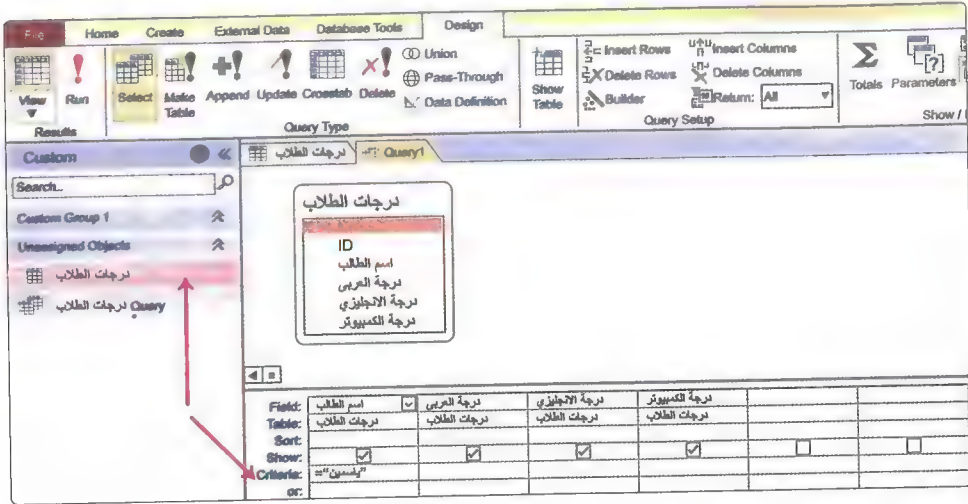 File Home Create External Data Database Tools Design
View Run Select Make Table Append Update Crosstab Delete Union Pass-Through Data Definition Show Table Insert Rows Delete Rows Builder Insert Columns Delete Columns Return: All Totals Parameters
Results Query Type Query Setup Show /
Custom
درجات الطلاب Query1
Search..
Custom Group 1
Unassigned Objects
درجات الطلاب
درجات الطلاب Query
درجات الطلاب
ID
اسم الطالب
درجة العربى
درجة الانجليزي
درجة الكمبيوتر
Field: اسم الطالب درجة العربى درجة الانجليزي درجة الكمبيوتر
Table: درجات الطلاب درجات الطلاب درجات الطلاب درجات الطلاب
Sort:
Show:
Criteria: ="ياسمين"
or: